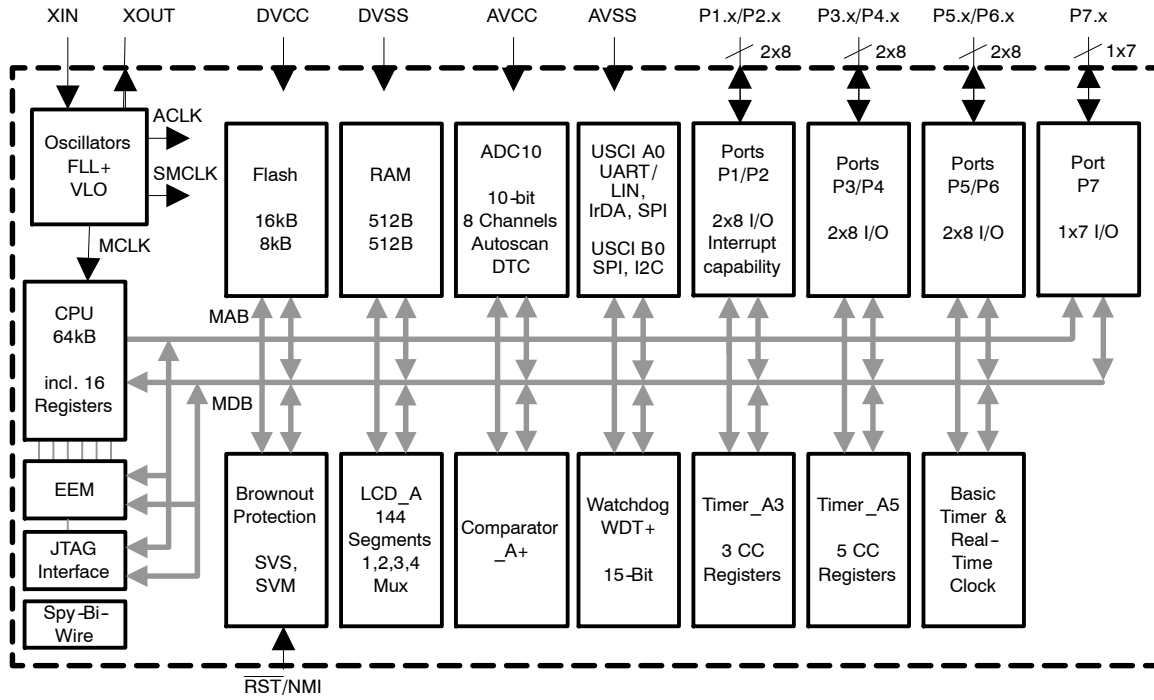 XIN
XOUT
DVCC
DVSS
AVCC
AVSS
P1.x/P2.x
P3.x/P4.x
P5.x/P6.x
P7.x
2x8
2x8
2x8
1x7
Oscillators
FLL+
VLO
ACLK
SMCLK
MCLK
Flash
16kB
8kB
RAM
512B
512B
ADC10
10-bit
8 Channels
Autoscan
DTC
USCI A0
UART/
LIN,
IrDA, SPI
USCI B0
SPI, I2C
Ports
P1/P2
2x8 I/O
Interrupt
capability
Ports
P3/P4
2x8 I/O
Ports
P5/P6
2x8 I/O
Port
P7
1x7 I/O
CPU
64kB
incl. 16
Registers
MAB
MDB
EEM
JTAG
Interface
Spy-Bi-
Wire
Brownout
Protection
SVS,
SVM
LCD_A
144
Segments
1,2,3,4
Mux
Comparator
_A+
Watchdog
WDT+
15-Bit
Timer_A3
3 CC
Registers
Timer_A5
5 CC
Registers
Basic
Timer &
Real-
Time
Clock
RST/NMI